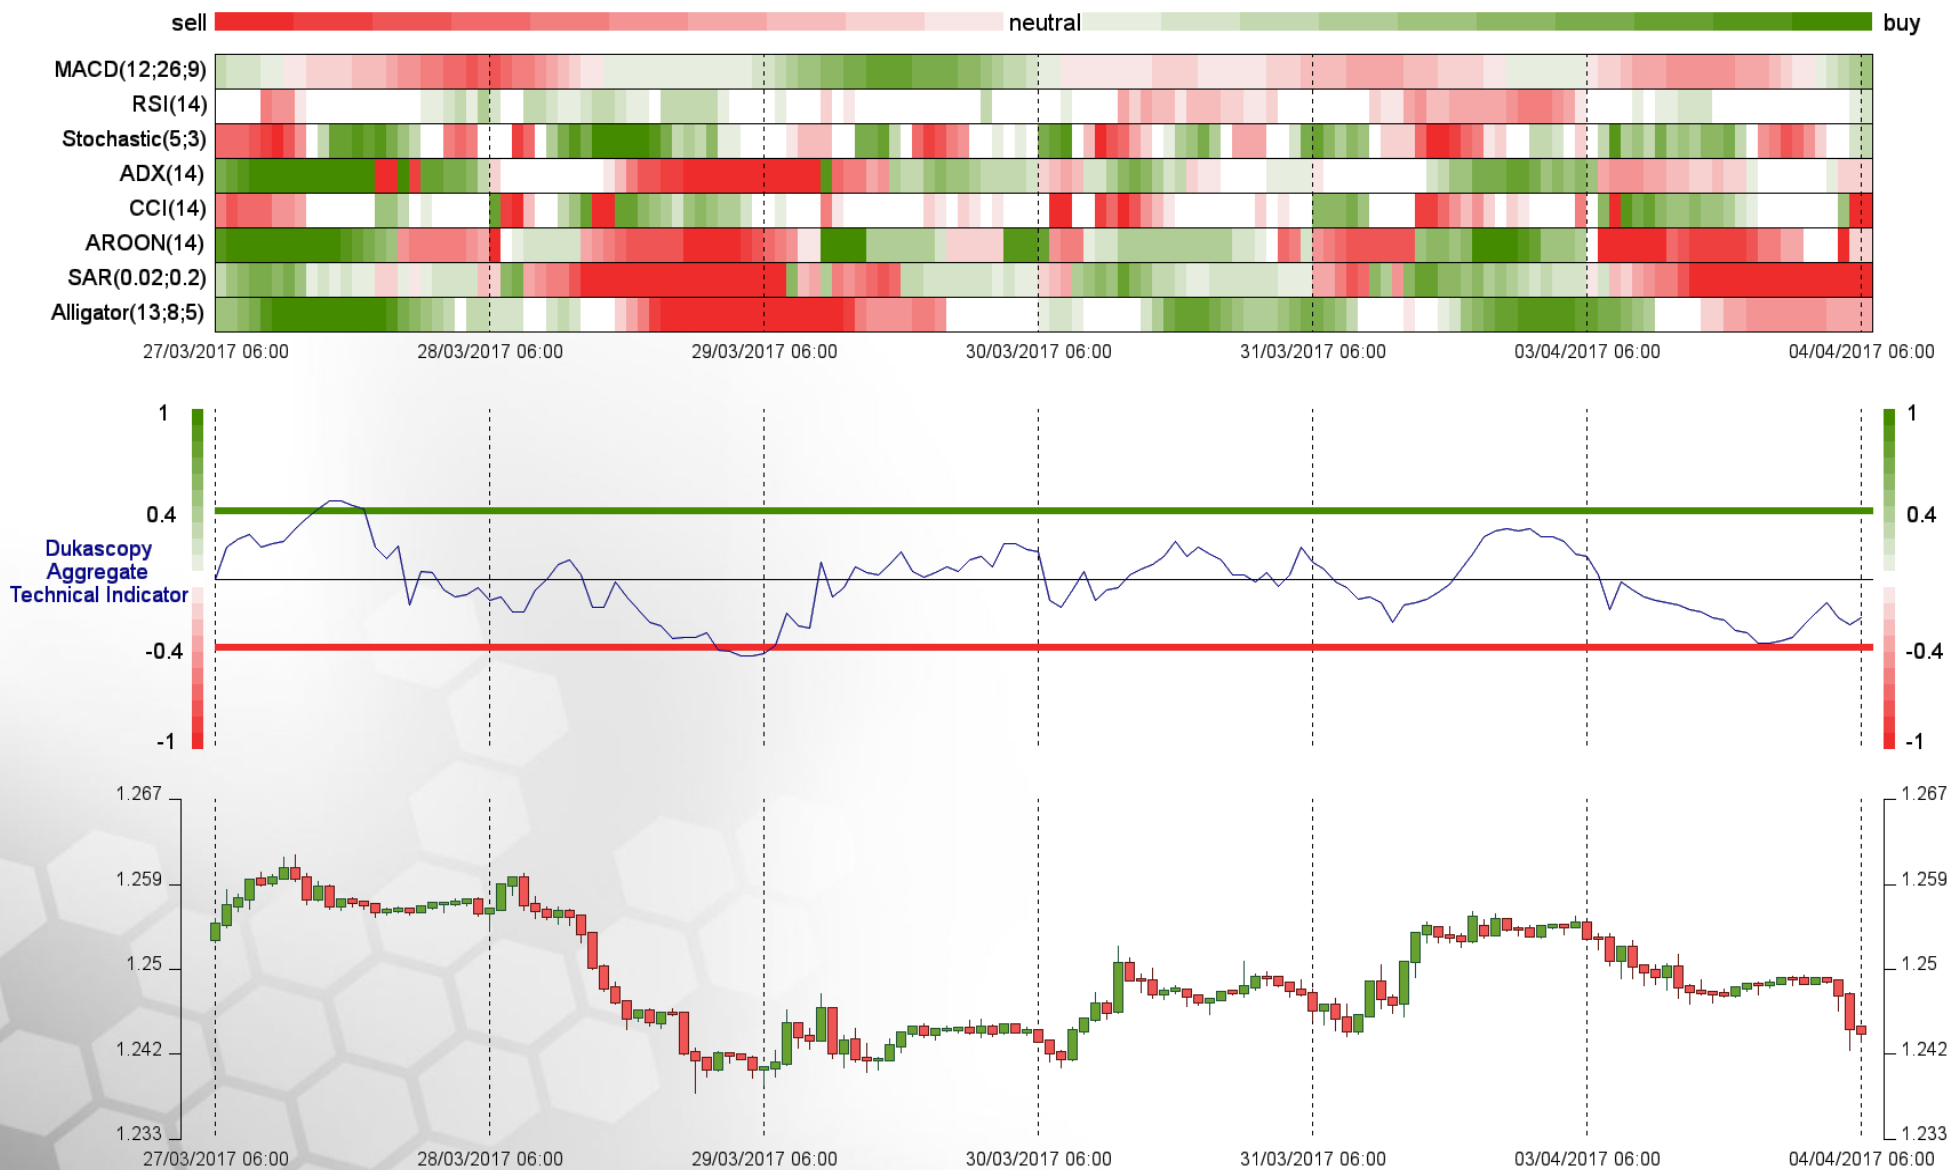 sell neutral buy
MACD(12;26;9)
RSI(14)
Stochastic(5;3)
ADX(14)
CCI(14)
AROON(14)
SAR(0.02;0.2)
Alligator(13;8;5)
27/03/2017 06:00 28/03/2017 06:00 29/03/2017 06:00 30/03/2017 06:00 31/03/2017 06:00 03/04/2017 06:00 04/04/2017 06:00
1 1
0.4 0.4
Dukascopy
Aggregate
Technical Indicator
-0.4 -0.4
-1 -1
1.267 1.267
1.259 1.259
1.25 1.25
1.242 1.242
1.233 1.233
27/03/2017 06:00 28/03/2017 06:00 29/03/2017 06:00 30/03/2017 06:00 31/03/2017 06:00 03/04/2017 06:00 04/04/2017 06:00